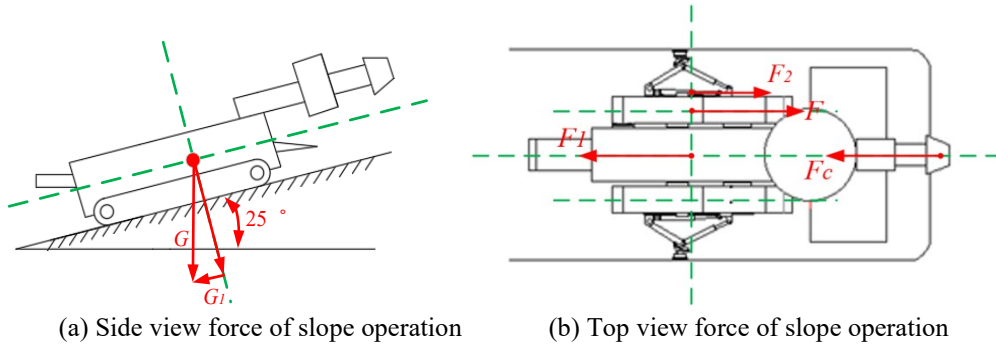 25 °
G
G1
F2
F
F1
Fc
(a) Side view force of slope operation
(b) Top view force of slope operation